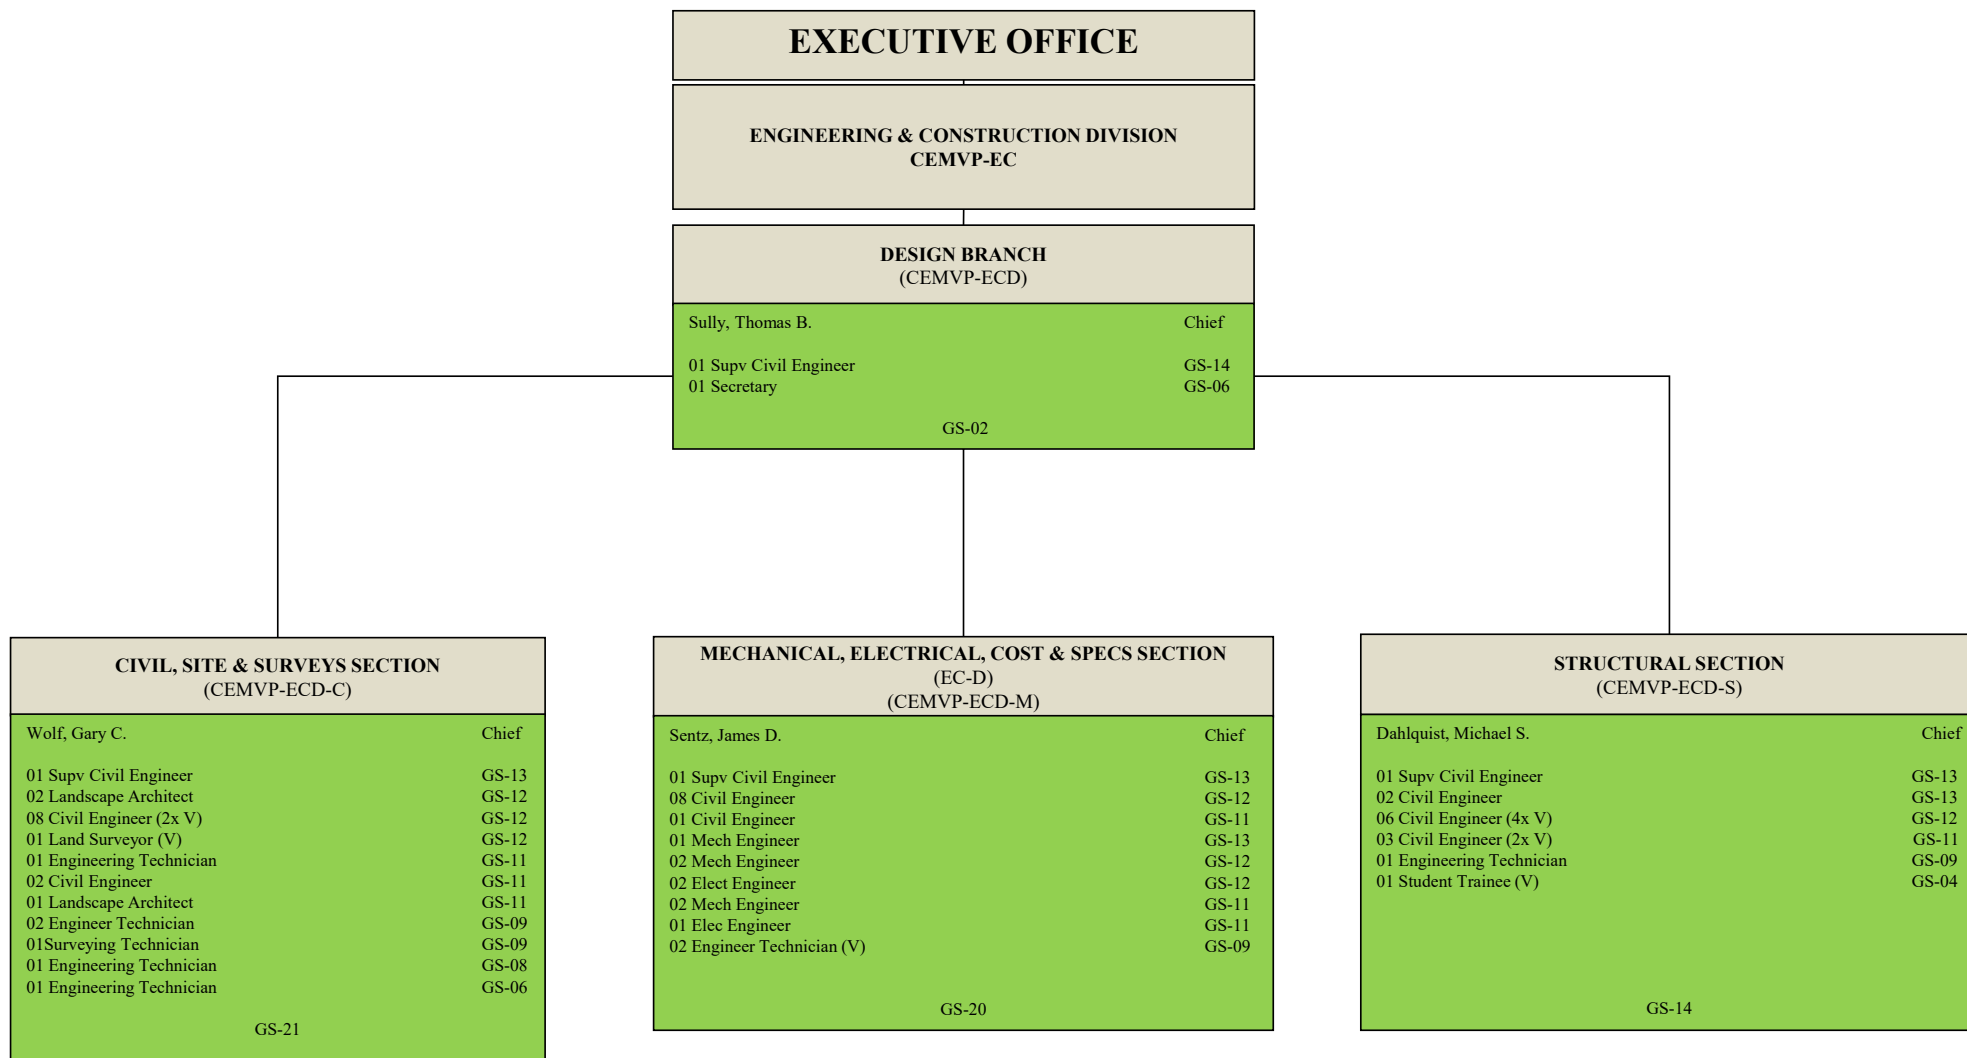 EXECUTIVE OFFICE
ENGINEERING & CONSTRUCTION DIVISION
CEMVP-EC
DESIGN BRANCH
(CEMVP-ECD)
Sully, Thomas B. Chief
01 Supv Civil Engineer GS-14
01 Secretary GS-06
GS-02
CIVIL, SITE & SURVEYS SECTION
(CEMVP-ECD-C)
Wolf, Gary C. Chief
01 Supv Civil Engineer GS-13
02 Landscape Architect GS-12
08 Civil Engineer (2x V) GS-12
01 Land Surveyor (V) GS-12
01 Engineering Technician GS-11
02 Civil Engineer GS-11
01 Landscape Architect GS-11
02 Engineer Technician GS-09
01Surveying Technician GS-09
01 Engineering Technician GS-08
01 Engineering Technician GS-06
GS-21
MECHANICAL, ELECTRICAL, COST & SPECS SECTION
(EC-D)
(CEMVP-ECD-M)
Sentz, James D. Chief
01 Supv Civil Engineer GS-13
08 Civil Engineer GS-12
01 Civil Engineer GS-11
01 Mech Engineer GS-13
02 Mech Engineer GS-12
02 Elect Engineer GS-12
02 Mech Engineer GS-11
01 Elec Engineer GS-11
02 Engineer Technician (V) GS-09
GS-20
STRUCTURAL SECTION
(CEMVP-ECD-S)
Dahlquist, Michael S. Chief
01 Supv Civil Engineer GS-13
02 Civil Engineer GS-13
06 Civil Engineer (4x V) GS-12
03 Civil Engineer (2x V) GS-11
01 Engineering Technician GS-09
01 Student Trainee (V) GS-04
GS-14